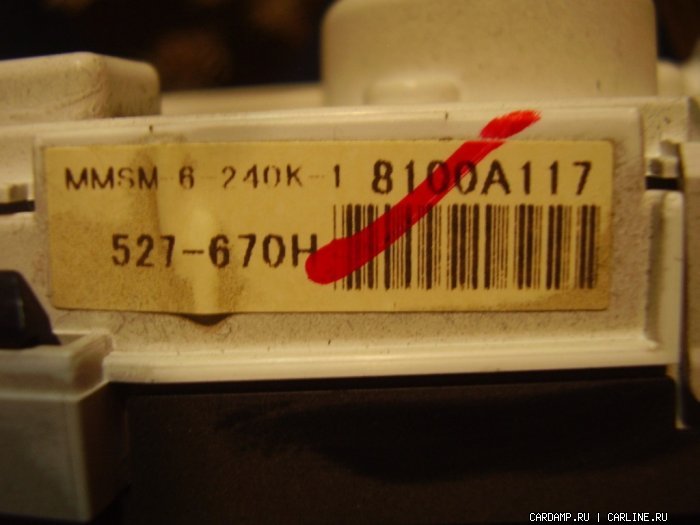 MMSM-6-240K-1 8100A117
527-670H
CARDAMP.RU | CARLINE.RU